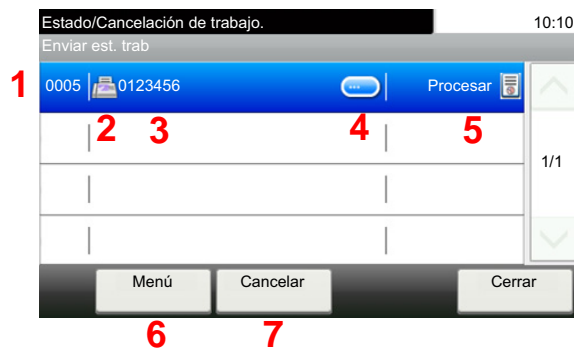 Estado/Cancelación de trabajo. 10:10
Enviar est. trab
1 0005 0123456 Procesar
2 3 4 5
1/1
Menú Cancelar Cerrar
6 7